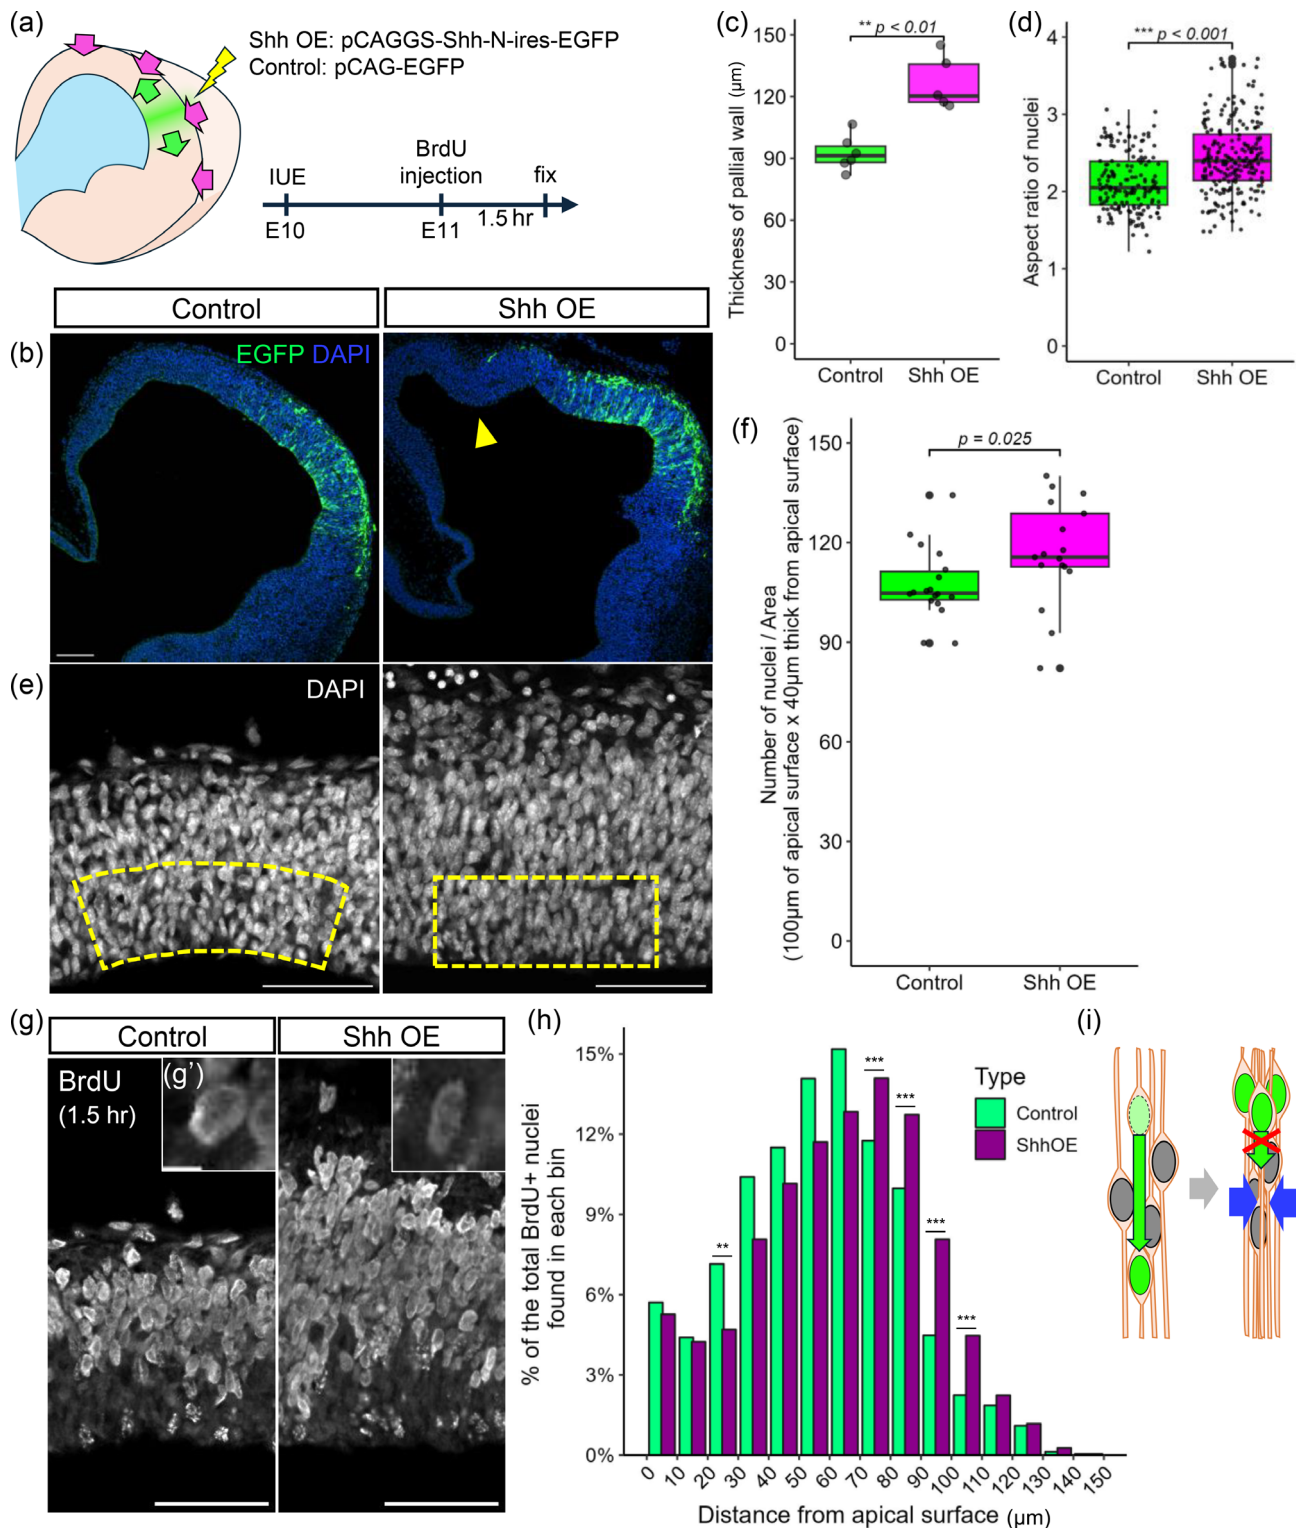 (a)
Shh OE: pCAGGS-Shh-N-ires-EGFP
Control: pCAG-EGFP
IUE
BrdU
injection
fix
1.5 hr
E10
E11
(b)
Control
Shh OE
EGFP DAPI
(c)
Thickness of pallial wall (μm)
150
120
90
60
30
0
** p < 0.01
Control
Shh OE
(d)
Aspect ratio of nuclei
4
3
2
1
0
*** p < 0.001
Control
Shh OE
(e)
DAPI
(f)
Number of nuclei / Area
(100μm of apical surface x 40μm thick from apical surface)
150
120
90
60
30
0
p = 0.025
Control
Shh OE
(g)
Control
Shh OE
BrdU
(1.5 hr)
(g')
(h)
% of the total BrdU+ nuclei
found in each bin
15%
12%
9%
6%
3%
0%
**
***
***
***
***
Type
Control
ShhOE
0 10 20 30 40 50 60 70 80 90 100 110 120 130 140 150
Distance from apical surface (μm)
(i)